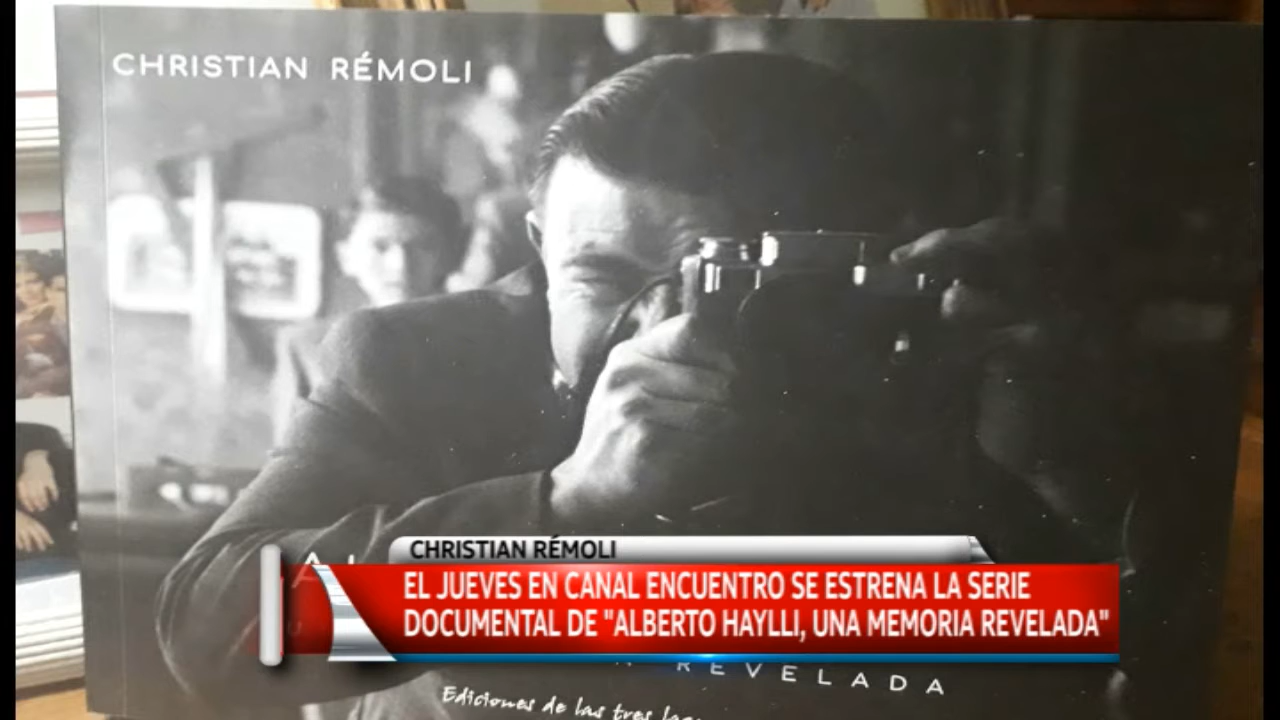 CHRISTIAN RÉMOLI
CHRISTIAN RÉMOLI
EL JUEVES EN CANAL ENCUENTRO SE ESTRENA LA SERIE
DOCUMENTAL DE "ALBERTO HAYLLI, UNA MEMORIA REVELADA"
REVELADA
Ediciones de las tres